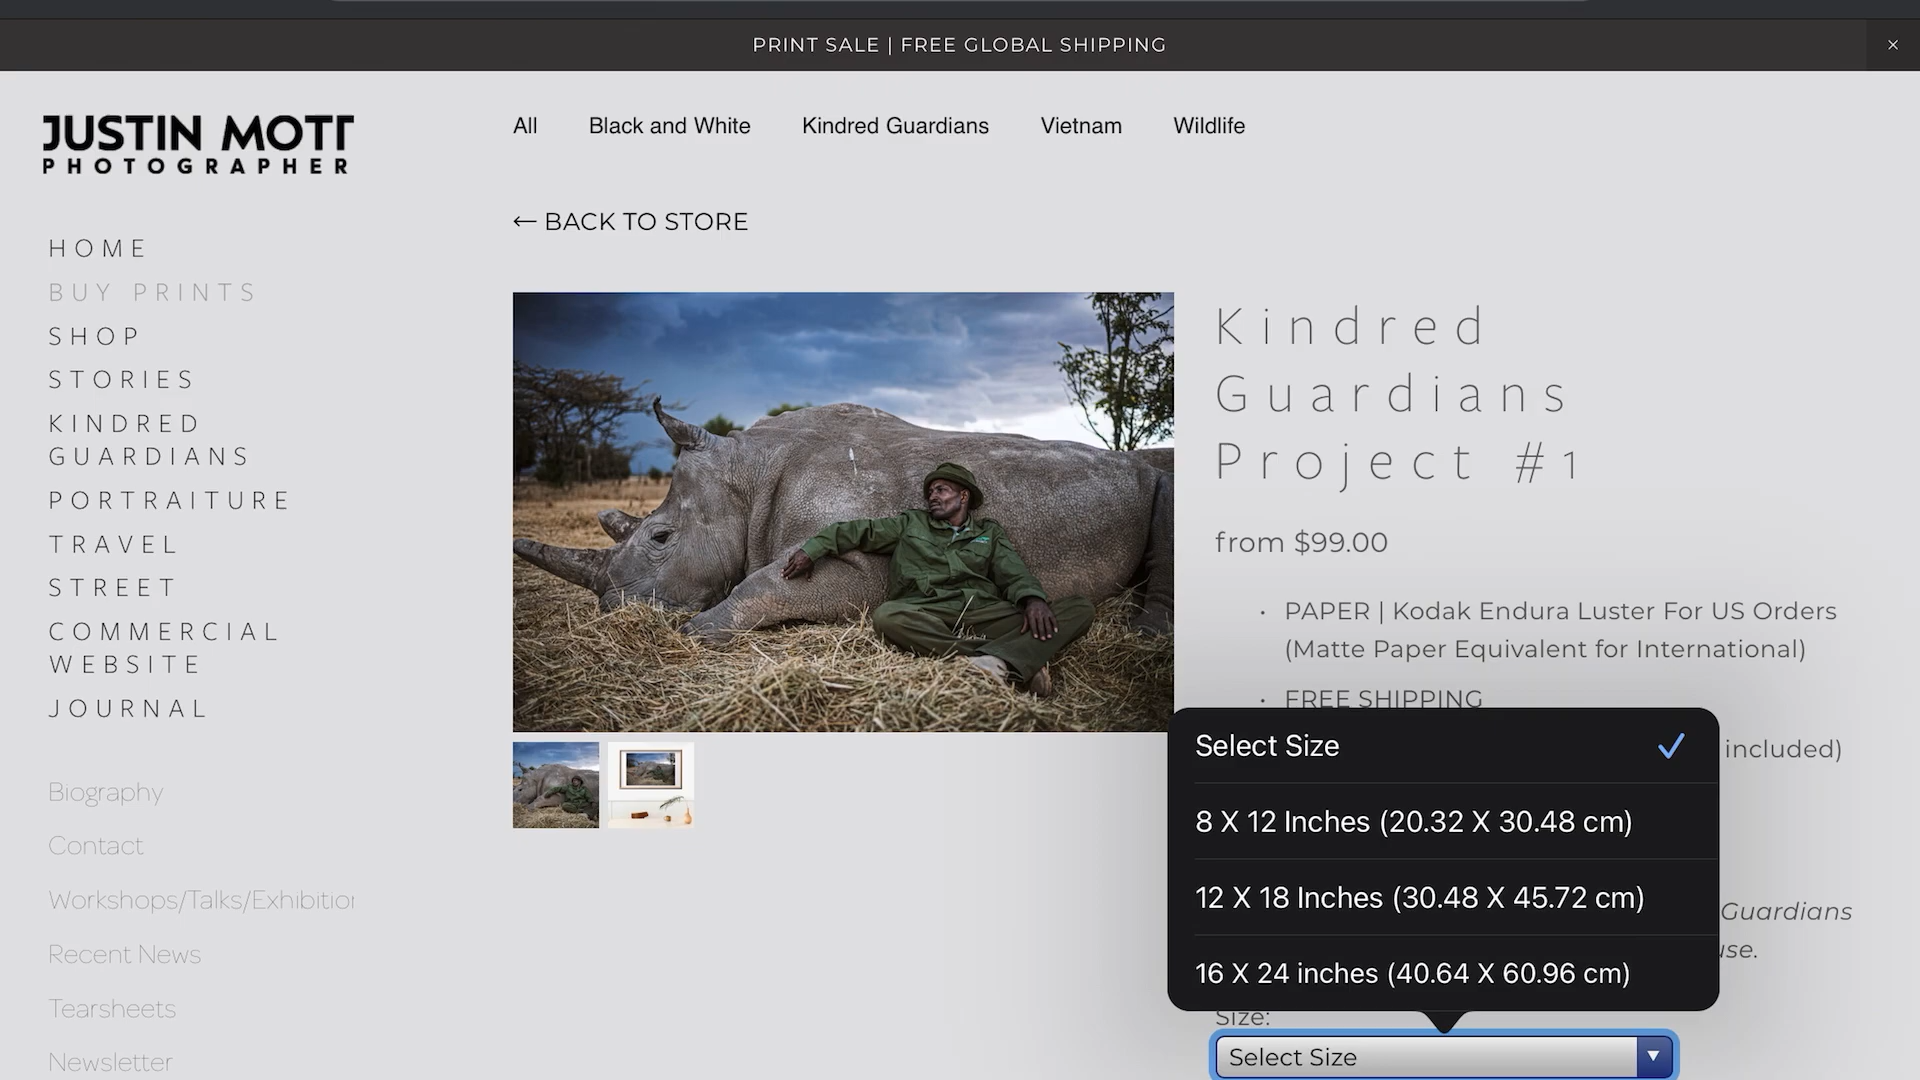 PRINT SALE | FREE GLOBAL SHIPPING
×
JUSTIN MOTT
PHOTOGRAPHER
All Black and White Kindred Guardians Vietnam Wildlife
← BACK TO STORE
HOME
BUY PRINTS
SHOP
STORIES
KINDRED
GUARDIANS
PORTRAITURE
TRAVEL
STREET
COMMERCIAL
WEBSITE
JOURNAL
Biography
Contact
Workshops/Talks/Exhibition
Recent News
Tearsheets
Newsletter
Kindred
Guardians
Project #1
from $99.00
• PAPER | Kodak Endura Luster For US Orders
(Matte Paper Equivalent for International)
• FREE SHIPPING
included)
Guardians
Select Size
8 X 12 Inches (20.32 X 30.48 cm)
12 X 18 Inches (30.48 X 45.72 cm)
16 X 24 inches (40.64 X 60.96 cm)
Size:
Select Size